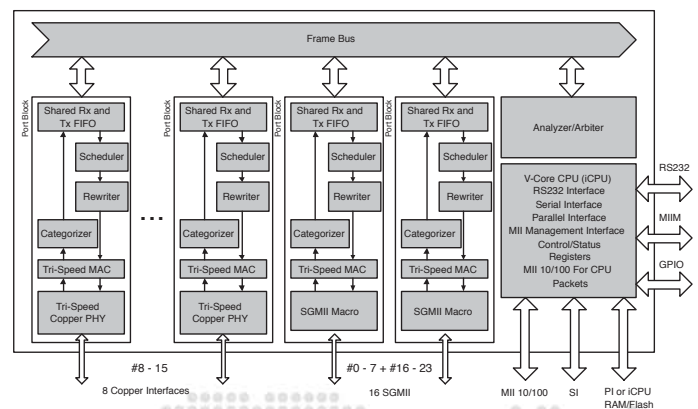 Frame Bus
Port Block
Shared Rx and
Tx FIFO
Scheduler
Rewriter
Categorizer
Tri-Speed MAC
Tri-Speed
Copper PHY
...
Port Block
Shared Rx and
Tx FIFO
Scheduler
Rewriter
Categorizer
Tri-Speed MAC
Tri-Speed
Copper PHY
Port Block
Shared Rx and
Tx FIFO
Scheduler
Rewriter
Categorizer
Tri-Speed MAC
SGMII Macro
Port Block
Shared Rx and
Tx FIFO
Scheduler
Rewriter
Categorizer
Tri-Speed MAC
SGMII Macro
Analyzer/Arbiter
V-Core CPU (iCPU)
RS232 Interface
Serial Interface
Parallel Interface
MII Management Interface
Control/Status
Registers
MII 10/100 For CPU
Packets
RS232
MIIM
GPIO
#8 - 15
8 Copper Interfaces
#0 - 7 + #16 - 23
16 SGMII
MII 10/100
SI
PI or iCPU
RAM/Flash